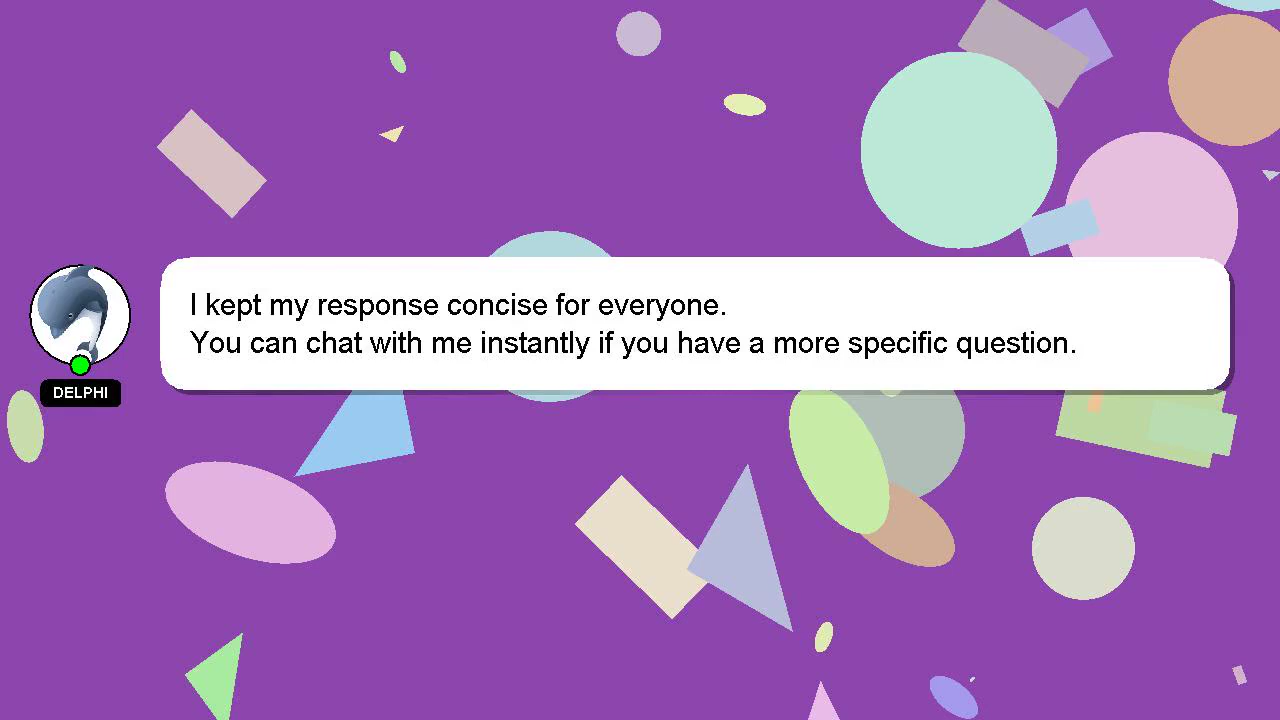 I kept my response concise for everyone.
You can chat with me instantly if you have a more specific question.
DELPHI